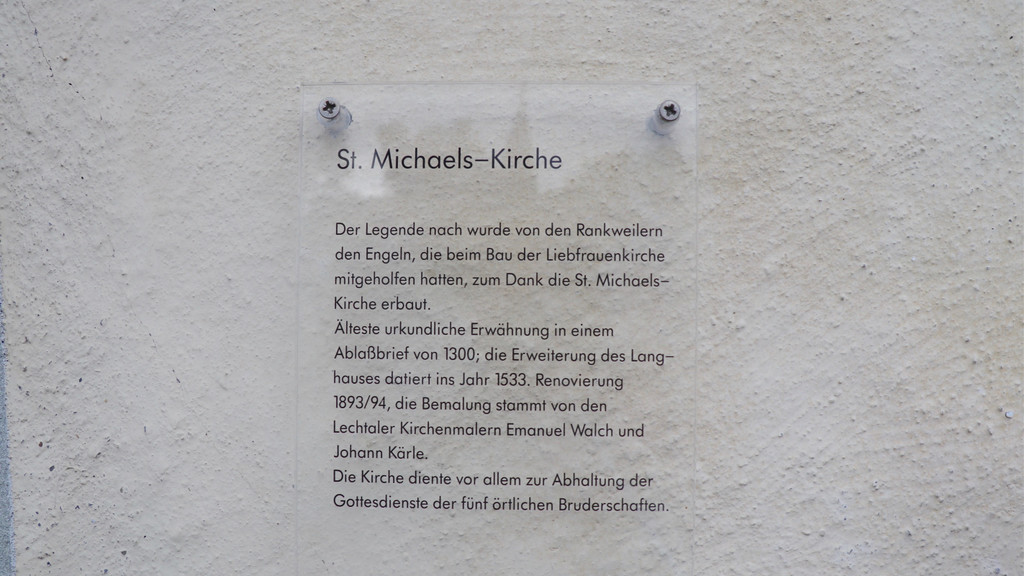 St. Michaels–Kirche
Der Legende nach wurde von den Rankweilern
den Engeln, die beim Bau der Liebfrauenkirche
mitgeholfen hatten, zum Dank die St. Michaels–
Kirche erbaut.
Älteste urkundliche Erwähnung in einem
Ablaßbrief von 1300; die Erweiterung des Lang–
hauses datiert ins Jahr 1533. Renovierung
1893/94, die Bemalung stammt von den
Lechtaler Kirchenmalern Emanuel Walch und
Johann Kärle.
Die Kirche diente vor allem zur Abhaltung der
Gottesdienste der fünf örtlichen Bruderschaften.